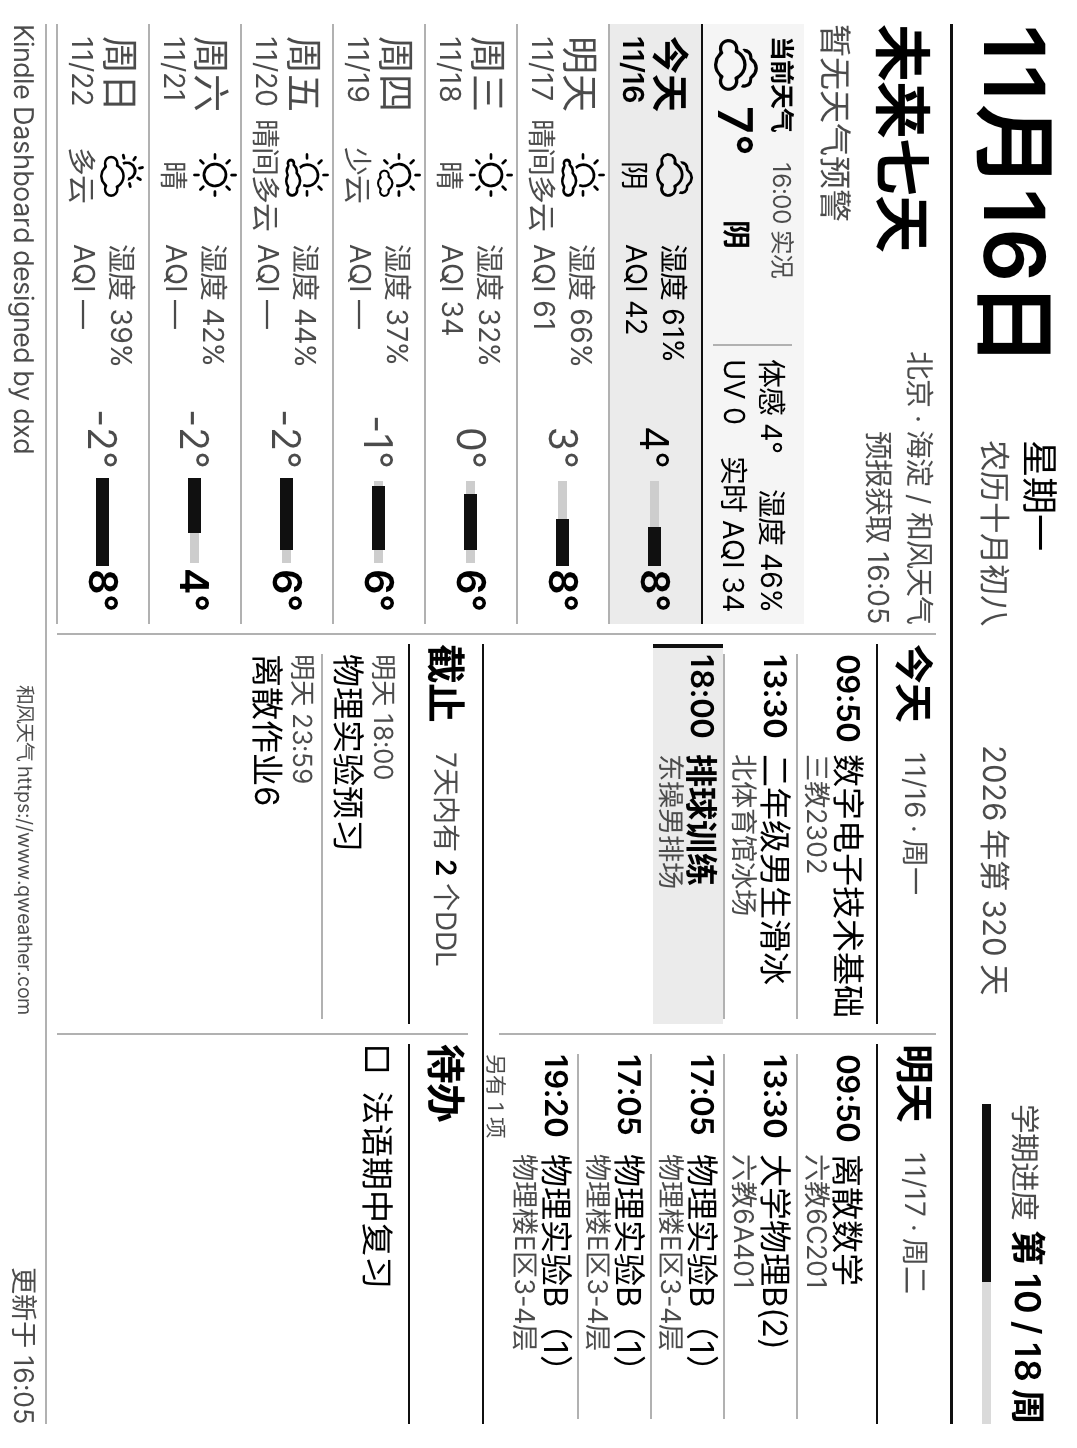 11月16日
星期一
农历十月初八
2026 年第 320 天
学期进度 第 10 / 18 周
未来七天
北京 · 海淀 / 和风天气
预报获取 16:05
暂无天气预警
当前天气 16:00 实况
7° 阴
体感 4° 湿度 46%
UV 0 实时 AQI 34
今天 湿度 61% 4° 8°
11/16 阴 AQI 42
明天 湿度 66% 3° 8°
11/17 晴间多云 AQI 61
周三 湿度 32% 0° 6°
11/18 晴 AQI 34
周四 湿度 37% -1° 6°
11/19 少云 AQI —
周五 湿度 44% -2° 6°
11/20 晴间多云 AQI —
周六 湿度 42% -2° 4°
11/21 晴 AQI —
周日 湿度 39% -2° 8°
11/22 多云 AQI —
今天 11/16 · 周一
09:50 数字电子技术基础
三教2302
13:30 二年级男生滑冰
北体育馆冰场
18:00 排球训练
东操男排场
明天 11/17 · 周二
09:50 离散数学
六教6C201
13:30 大学物理B(2)
六教6A401
17:05 物理实验B（1）
物理楼E区3-4层
17:05 物理实验B（1）
物理楼E区3-4层
19:20 物理实验B（1）
物理楼E区3-4层
另有 1 项
截止 7天内有 2 个DDL
明天 18:00
物理实验预习
明天 23:59
离散作业6
待办
法语期中复习
Kindle Dashboard designed by dxd
和风天气 https://www.qweather.com
更新于 16:05